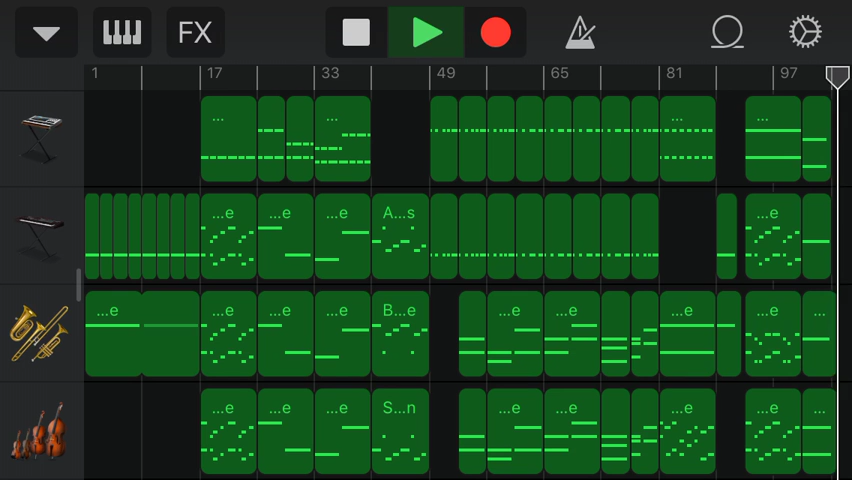 FX
1 17 33 49 65 81 97
... ... ... ...
...e ...e ...e A...s ...e
...e ...e ...e ...e B...e ...e ...e ...e ...e
...e ...e ...e S...n ...e ...e ...e ...e ...